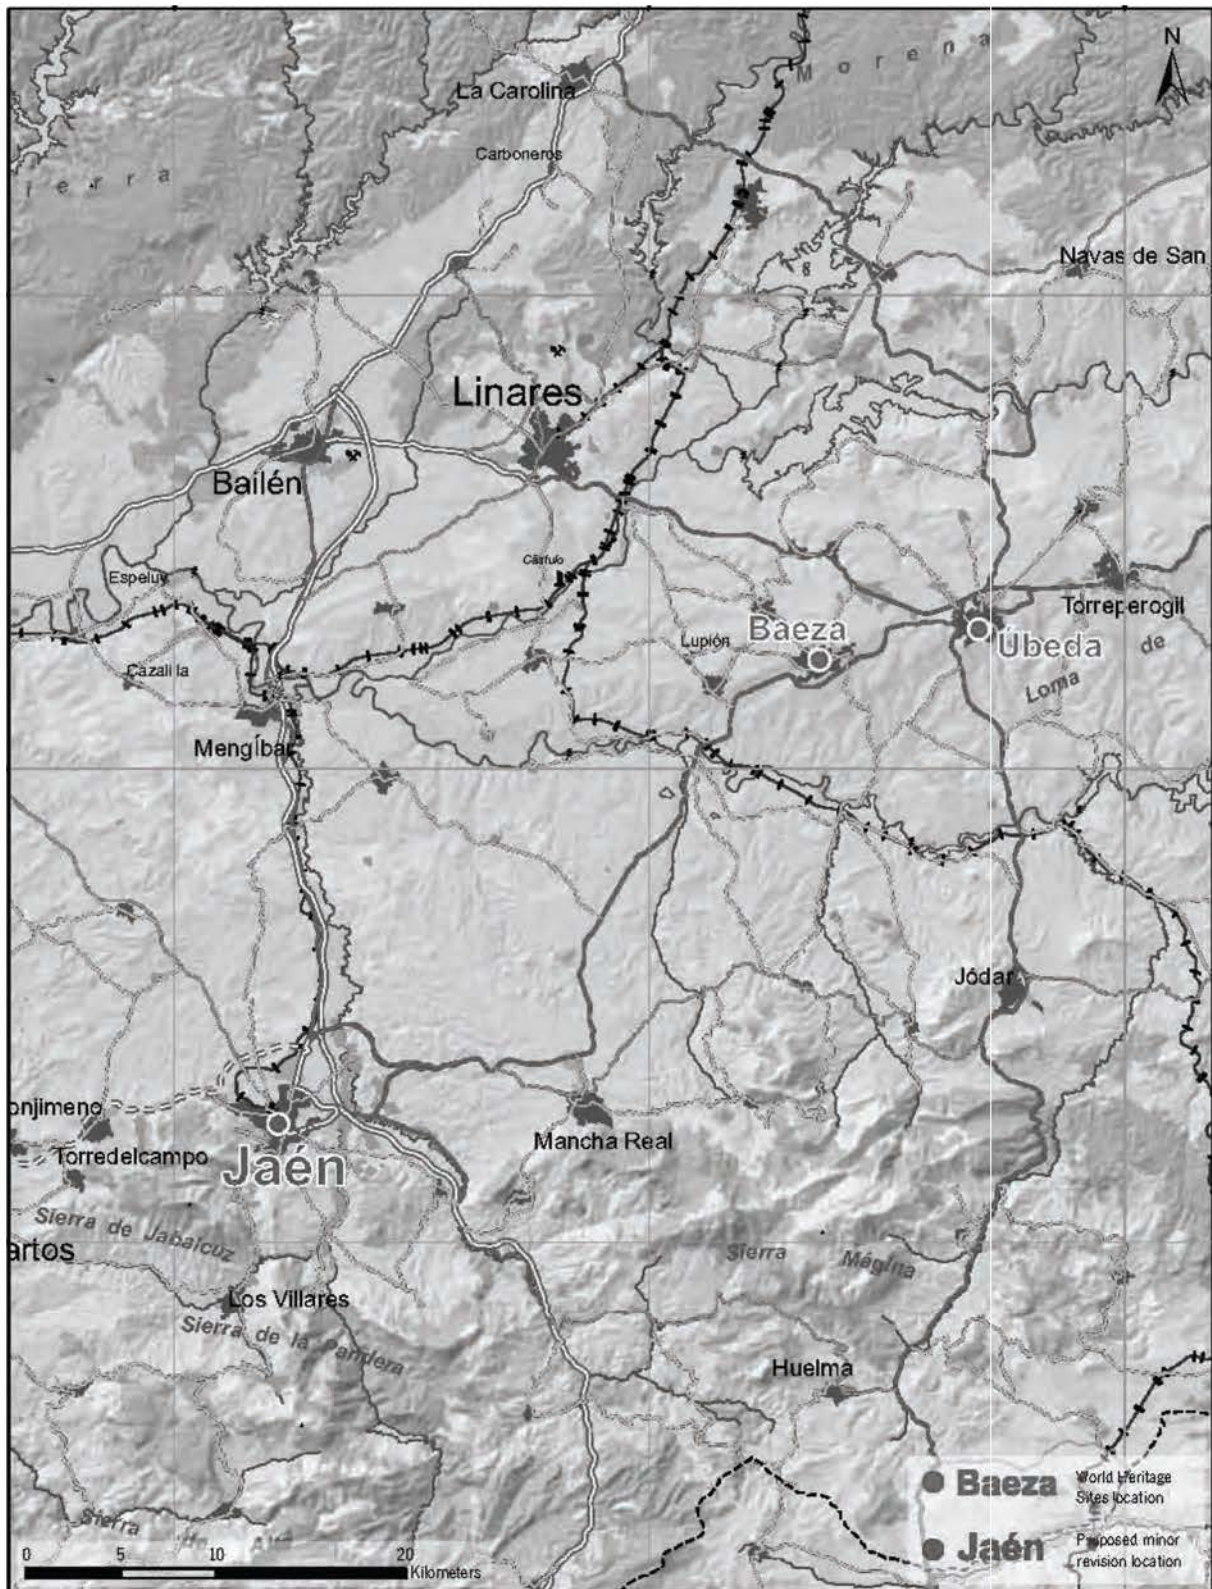 N
M o r e n a
La Carolina
Carboneros
i e r r a
Navas de San
8
Linares
Bailén
Cástulo
Espeluy
Torreperogil
Baeza
Úbeda
Lupión
de
Cazalilla
Loma
Mengíbar
Jódar
onjimeno
Mancha Real
Torredelcampo
Jaén
Sierra de Jabalcuz
artos
Sierra Mágina
Los Villares
Sierra de la Pandera
Huelma
Baeza World Heritage
Sites location
Jaén Proposed minor
revision location
Sierra de
0 5 10 20
Kilometers